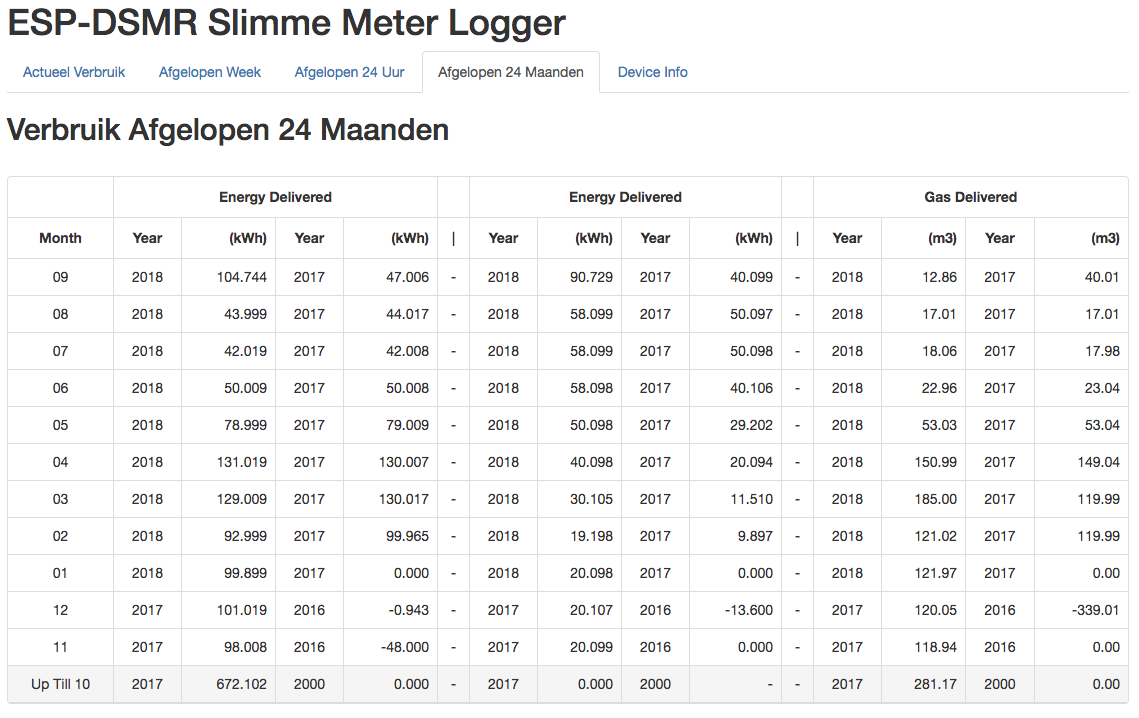 ESP-DSMR Slimme Meter Logger
Actueel Verbruik Afgelopen Week Afgelopen 24 Uur Afgelopen 24 Maanden Device Info
Verbruik Afgelopen 24 Maanden
Energy Delivered Energy Delivered Gas Delivered
Month Year (kWh) Year (kWh) | Year (kWh) Year (kWh) | Year (m3) Year (m3)
09 2018 104.744 2017 47.006 - 2018 90.729 2017 40.099 - 2018 12.86 2017 40.01
08 2018 43.999 2017 44.017 - 2018 58.099 2017 50.097 - 2018 17.01 2017 17.01
07 2018 42.019 2017 42.008 - 2018 58.099 2017 50.098 - 2018 18.06 2017 17.98
06 2018 50.009 2017 50.008 - 2018 58.098 2017 40.106 - 2018 22.96 2017 23.04
05 2018 78.999 2017 79.009 - 2018 50.098 2017 29.202 - 2018 53.03 2017 53.04
04 2018 131.019 2017 130.007 - 2018 40.098 2017 20.094 - 2018 150.99 2017 149.04
03 2018 129.009 2017 130.017 - 2018 30.105 2017 11.510 - 2018 185.00 2017 119.99
02 2018 92.999 2017 99.965 - 2018 19.198 2017 9.897 - 2018 121.02 2017 119.99
01 2018 99.899 2017 0.000 - 2018 20.098 2017 0.000 - 2018 121.97 2017 0.00
12 2017 101.019 2016 -0.943 - 2017 20.107 2016 -13.600 - 2017 120.05 2016 -339.01
11 2017 98.008 2016 -48.000 - 2017 20.099 2016 0.000 - 2017 118.94 2016 0.00
Up Till 10 2017 672.102 2000 0.000 - 2017 0.000 2000 - - 2017 281.17 2000 0.00